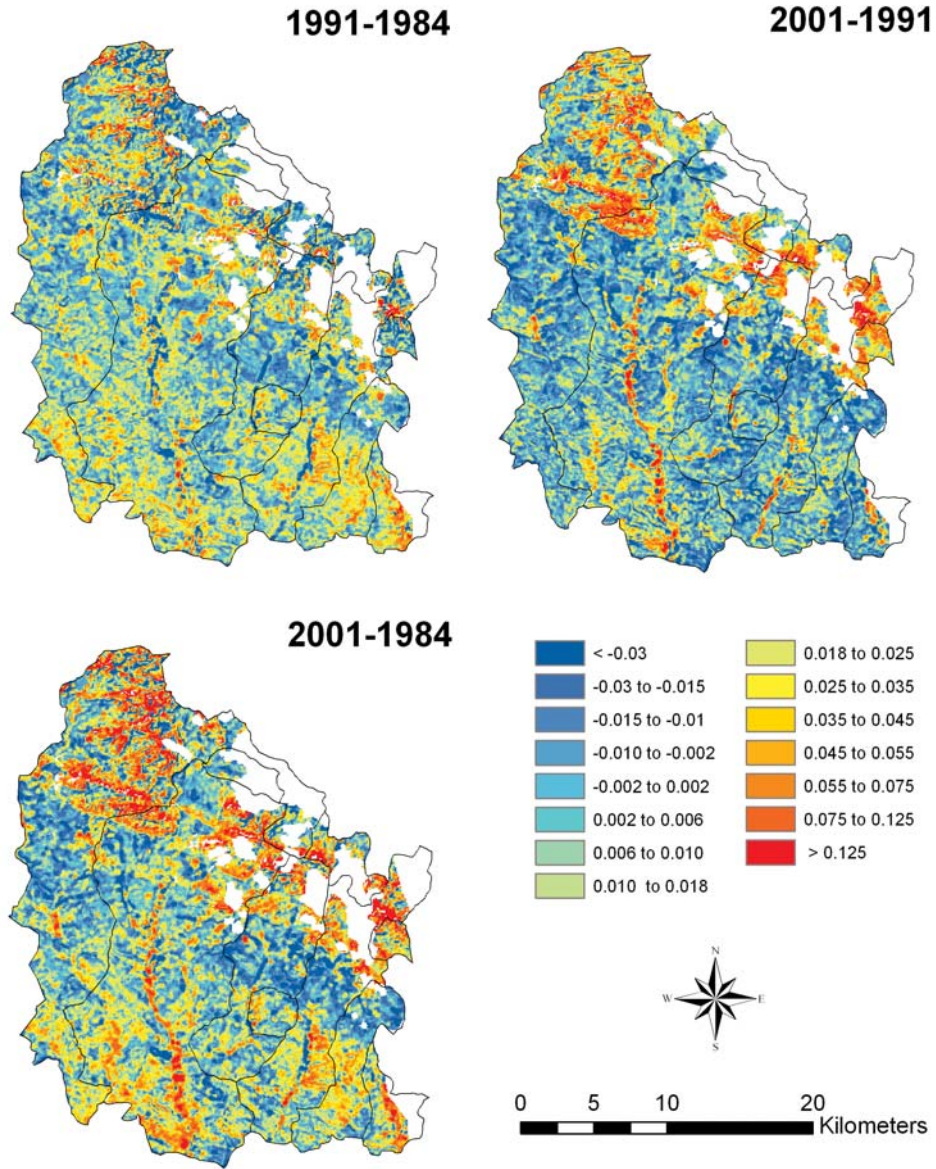 1991-1984
2001-1991
2001-1984
< -0.03
-0.03 to -0.015
-0.015 to -0.01
-0.010 to -0.002
-0.002 to 0.002
0.002 to 0.006
0.006 to 0.010
0.010 to 0.018
0.018 to 0.025
0.025 to 0.035
0.035 to 0.045
0.045 to 0.055
0.055 to 0.075
0.075 to 0.125
> 0.125
N
W E
S
0 5 10 20
Kilometers